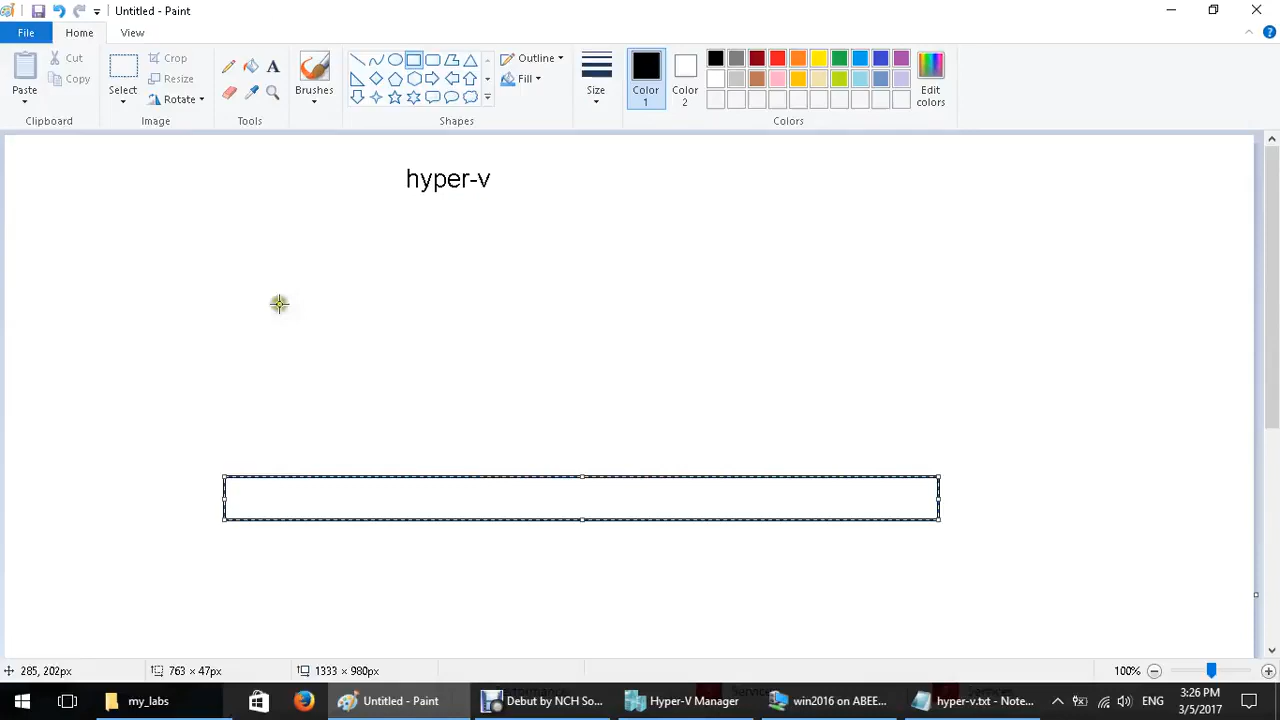 Untitled - Paint
File
Home
View
Paste
Cut
Copy
Clipboard
Select
Crop
Resize
Rotate
Image
A
Tools
Brushes
Shapes
Outline
Fill
Size
Color 1
Color 2
Edit colors
Colors
hyper-v
285, 202px
763 × 47px
1333 × 980px
100%
my_labs
Untitled - Paint
Debut by NCH So...
Hyper-V Manager
win2016 on ABEE...
hyper-v.txt - Note...
ENG
3:26 PM
3/5/2017